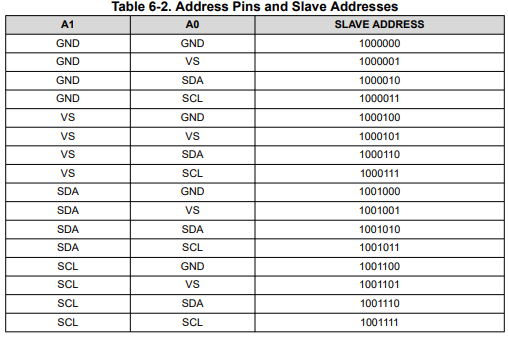 Table 6-2. Address Pins and Slave Addresses
A1 A0 SLAVE ADDRESS
GND GND 1000000
GND VS 1000001
GND SDA 1000010
GND SCL 1000011
VS GND 1000100
VS VS 1000101
VS SDA 1000110
VS SCL 1000111
SDA GND 1001000
SDA VS 1001001
SDA SDA 1001010
SDA SCL 1001011
SCL GND 1001100
SCL VS 1001101
SCL SDA 1001110
SCL SCL 1001111